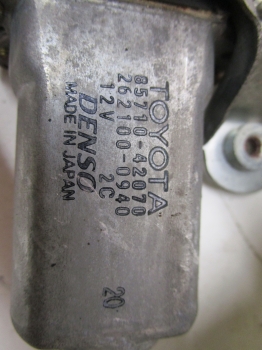 TOYOTA
85710-42070
262100-0940
12V 2C
DENSO
MADE IN JAPAN
20